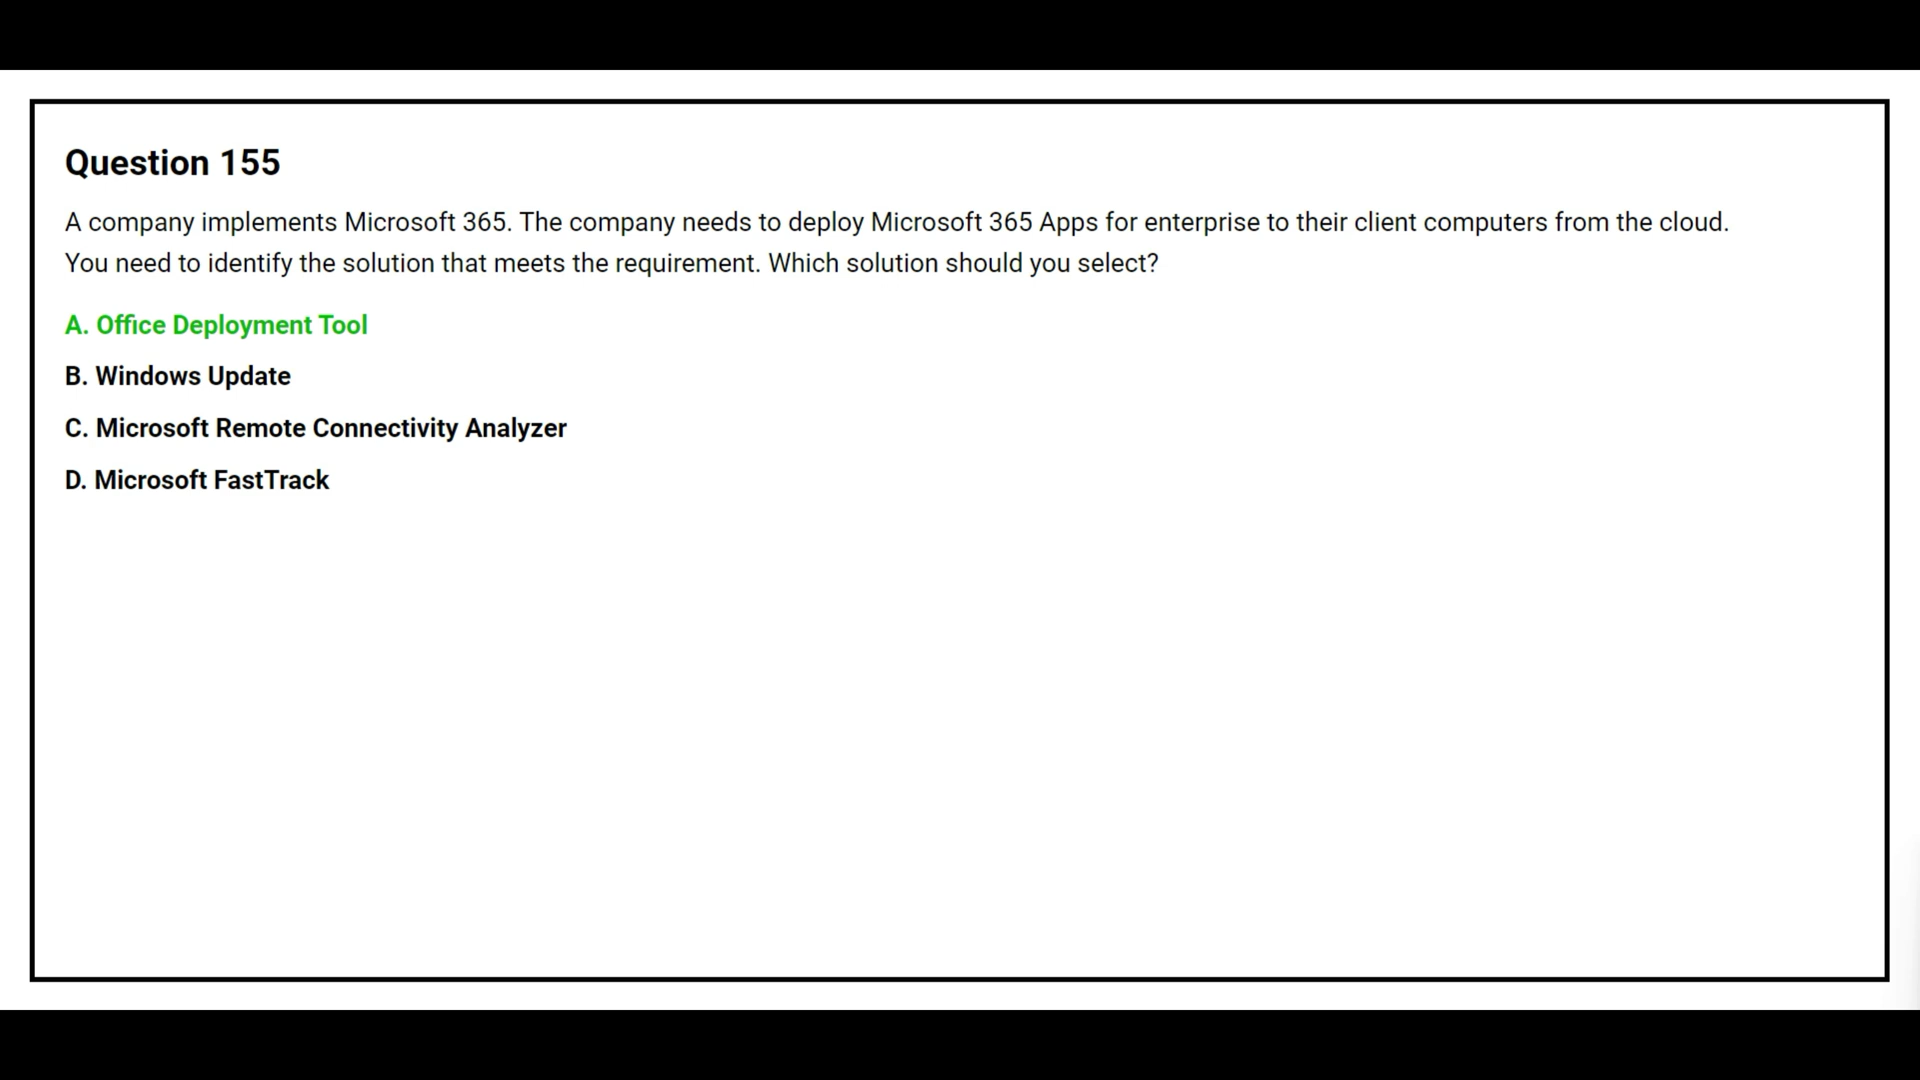 Question 155
A company implements Microsoft 365. The company needs to deploy Microsoft 365 Apps for enterprise to their client computers from the cloud.
You need to identify the solution that meets the requirement. Which solution should you select?
A. Office Deployment Tool
B. Windows Update
C. Microsoft Remote Connectivity Analyzer
D. Microsoft FastTrack